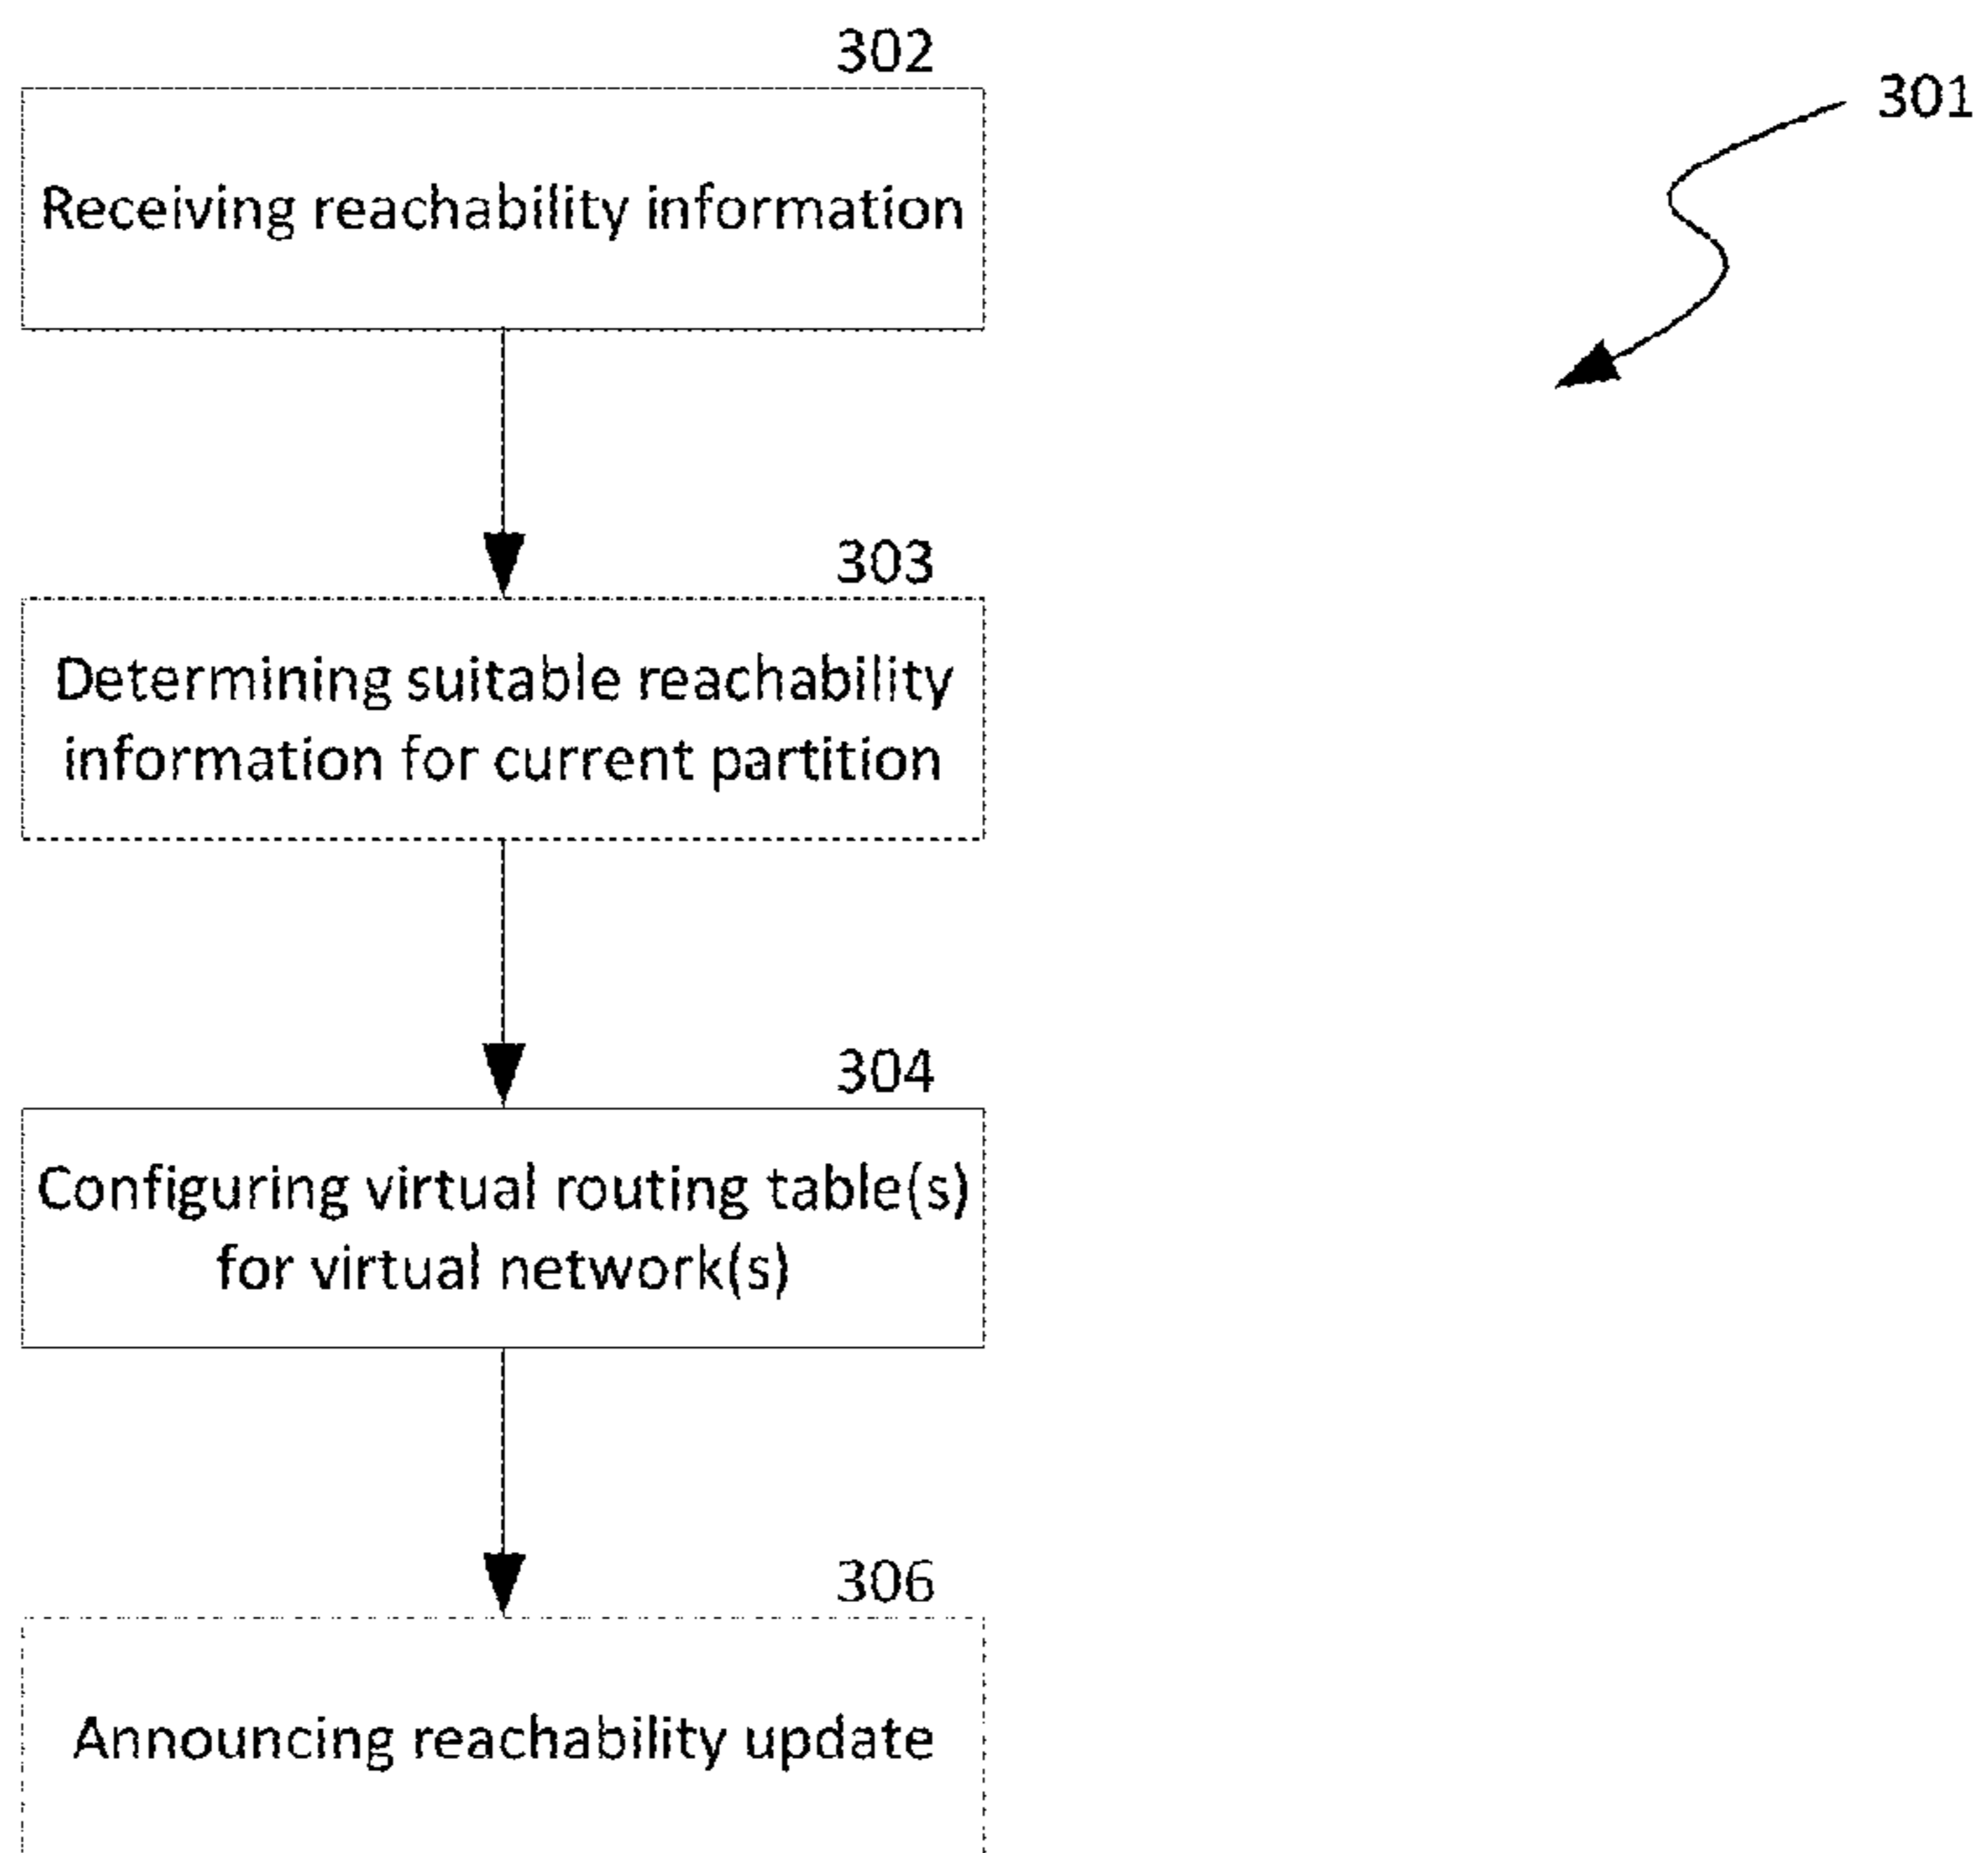 302
301
Receiving reachability information
303
Determining suitable reachability
information for current partition
304
Configuring virtual routing table(s)
for virtual network(s)
306
Announcing reachability update